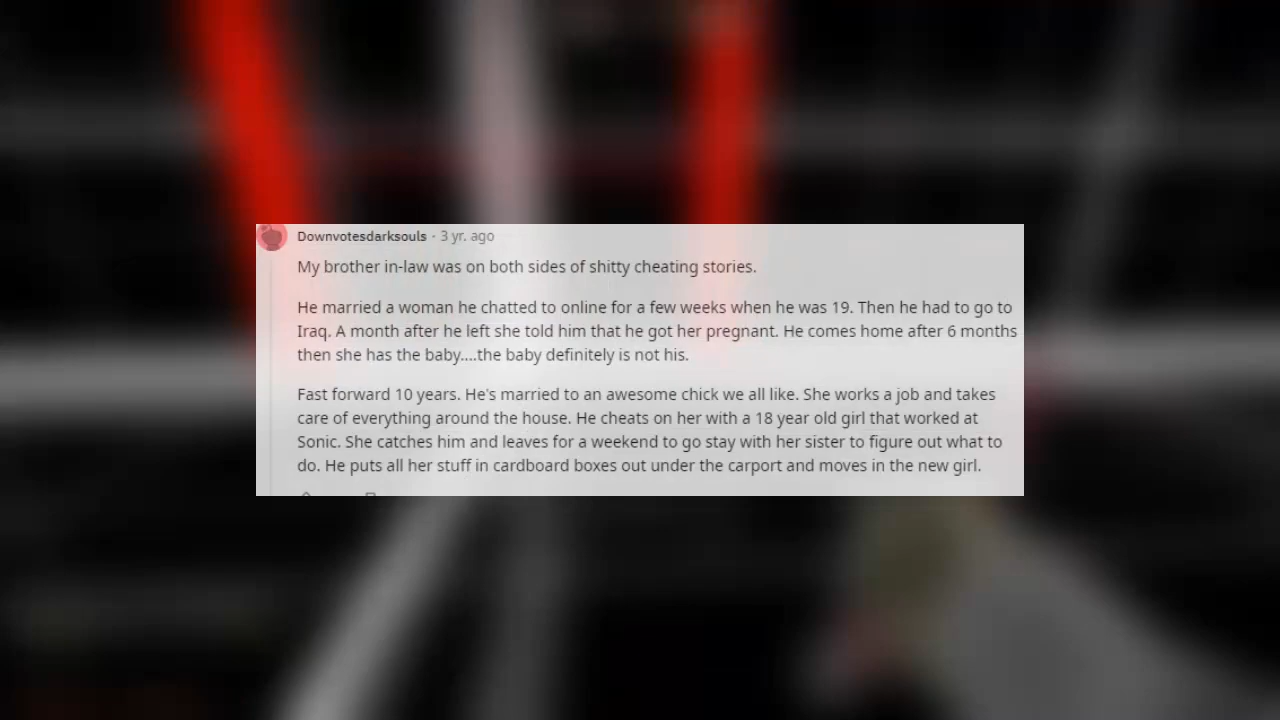 Downvotesdarksouls · 3 yr. ago
My brother in-law was on both sides of shitty cheating stories.
He married a woman he chatted to online for a few weeks when he was 19. Then he had to go to
Iraq. A month after he left she told him that he got her pregnant. He comes home after 6 months
then she has the baby....the baby definitely is not his.
Fast forward 10 years. He's married to an awesome chick we all like. She works a job and takes
care of everything around the house. He cheats on her with a 18 year old girl that worked at
Sonic. She catches him and leaves for a weekend to go stay with her sister to figure out what to
do. He puts all her stuff in cardboard boxes out under the carport and moves in the new girl.